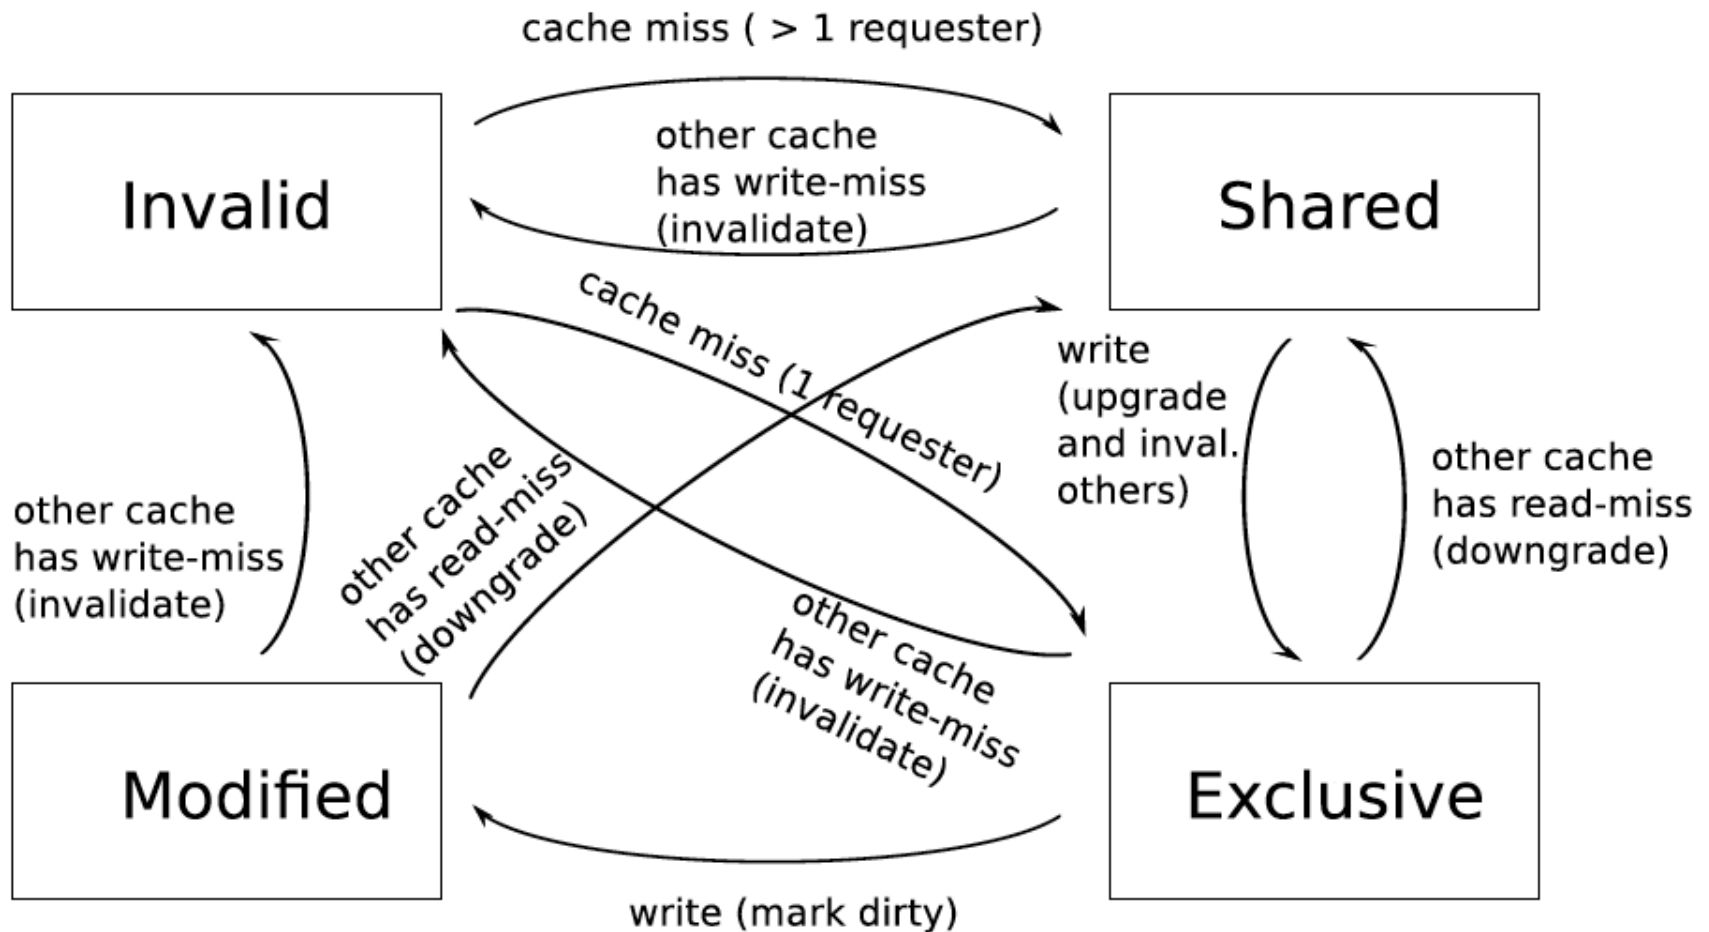 cache miss ( > 1 requester)
Invalid
other cache
has write-miss
(invalidate)
Shared
cache miss (1 requester)
write
(upgrade
and inval.
others)
other cache
has read-miss
(downgrade)
other cache
has write-miss
(invalidate)
other cache
has read-miss
(downgrade)
other cache
has write-miss
(invalidate)
Modified
Exclusive
write (mark dirty)